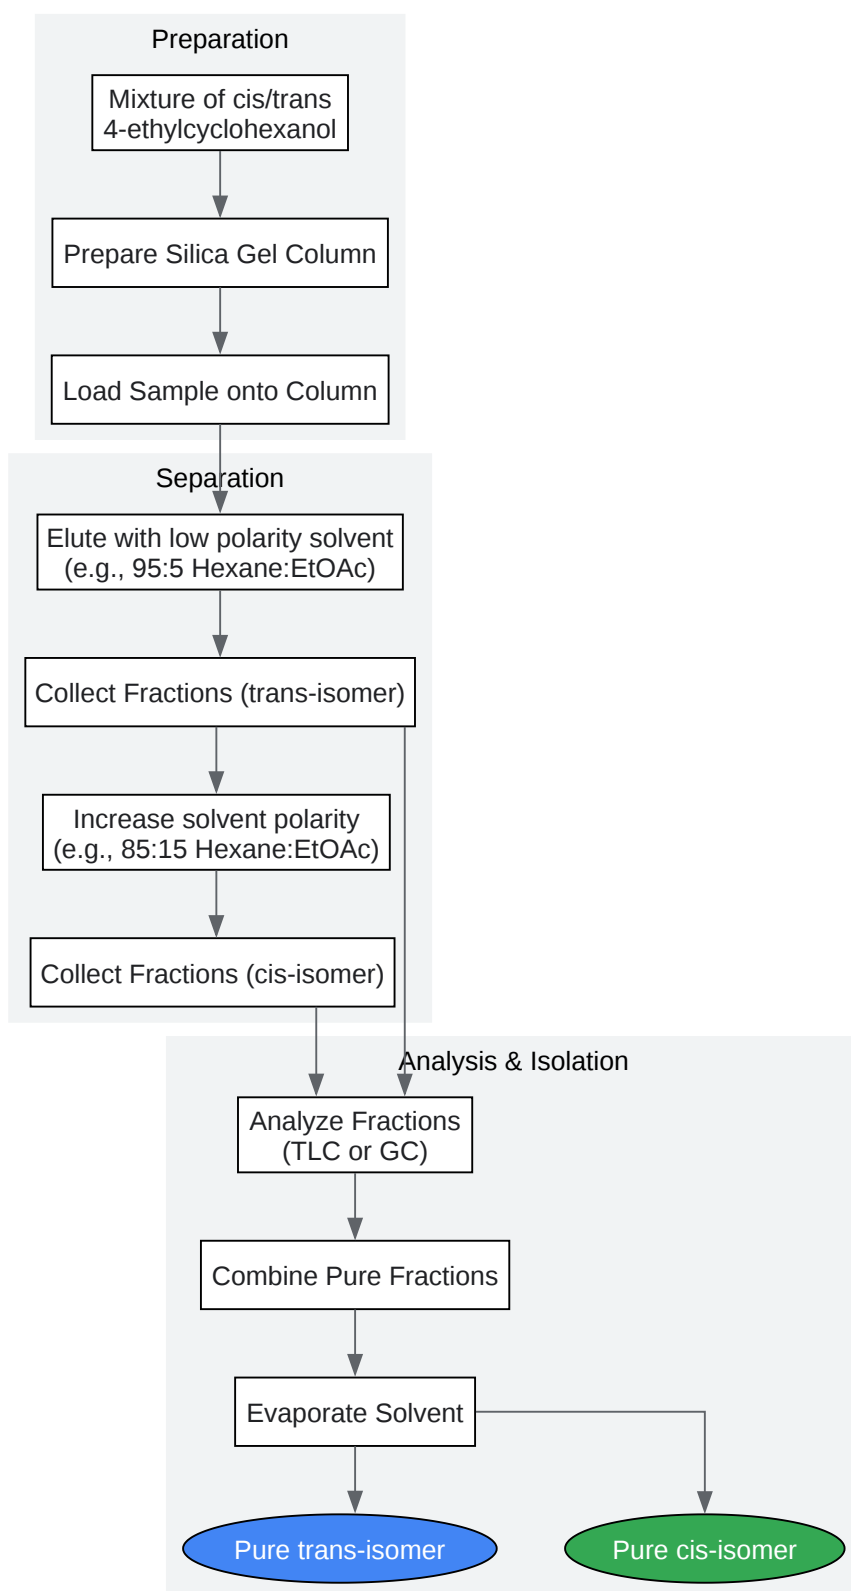 Preparation
Mixture of cis/trans
4-ethylcyclohexanol
Prepare Silica Gel Column
Load Sample onto Column
Separation
Elute with low polarity solvent
(e.g., 95:5 Hexane:EtOAc)
Collect Fractions (trans-isomer)
Increase solvent polarity
(e.g., 85:15 Hexane:EtOAc)
Collect Fractions (cis-isomer)
Analysis & Isolation
Analyze Fractions
(TLC or GC)
Combine Pure Fractions
Evaporate Solvent
Pure trans-isomer
Pure cis-isomer